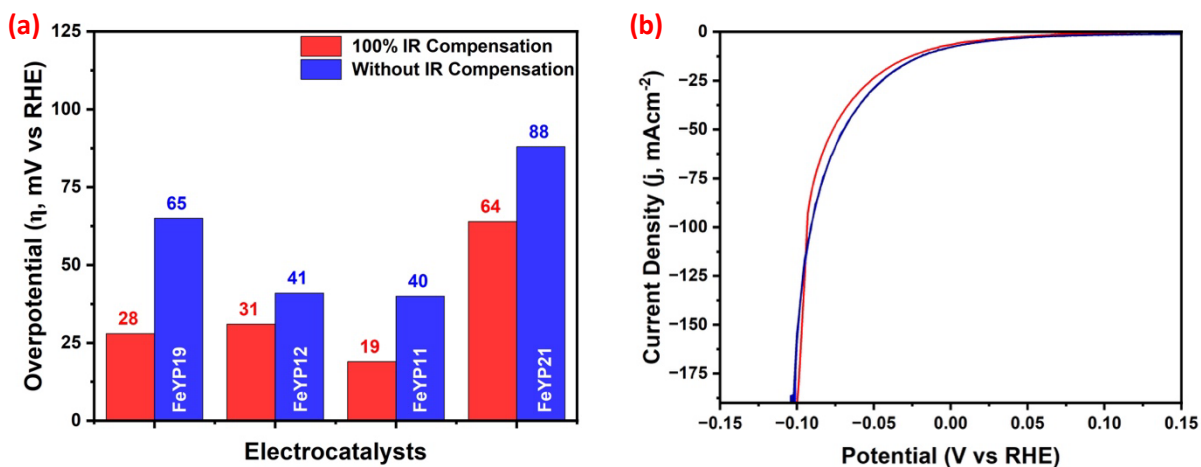 (a)
Overpotential (η, mV vs RHE)
125
100
75
50
25
0
100% IR Compensation
Without IR Compensation
28
65
FeYP19
31
41
FeYP12
19
40
FeYP11
64
88
FeYP21
Electrocatalysts
(b)
Current Density (j, mAcm⁻²)
0
−25
−50
−75
−100
−125
−150
−175
−0.15
−0.10
−0.05
0.00
0.05
0.10
0.15
Potential (V vs RHE)